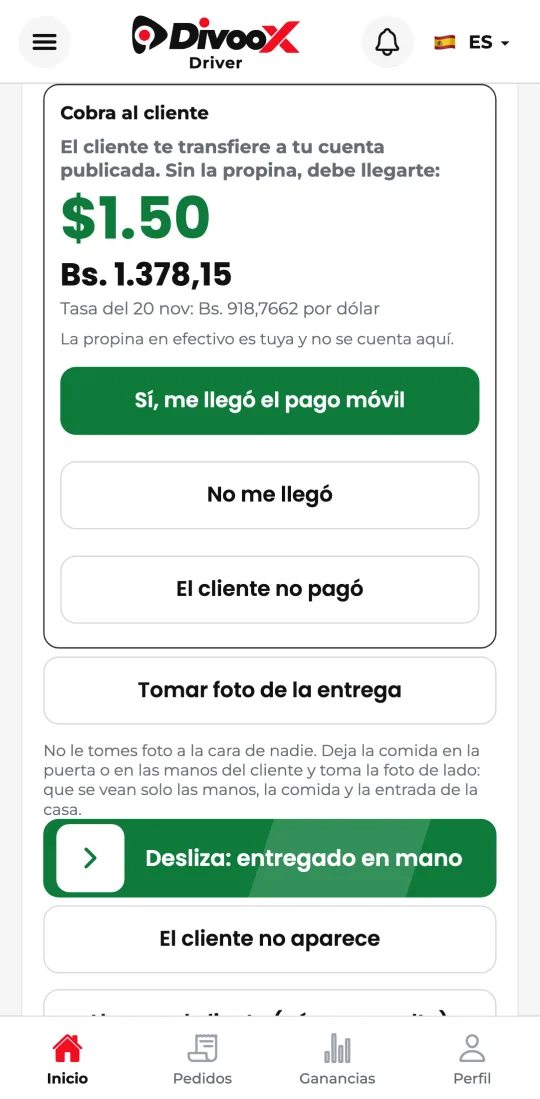 DivooX
Driver
ES
Cobra al cliente
El cliente te transfiere a tu cuenta
publicada. Sin la propina, debe llegarte:
$1.50
Bs. 1.378,15
Tasa del 20 nov: Bs. 918,7662 por dólar
La propina en efectivo es tuya y no se cuenta aquí.
Sí, me llegó el pago móvil
No me llegó
El cliente no pagó
Tomar foto de la entrega
No le tomes foto a la cara de nadie. Deja la comida en la
puerta o en las manos del cliente y toma la foto de lado:
que se vean solo las manos, la comida y la entrada de la
casa.
Desliza: entregado en mano
El cliente no aparece
Inicio
Pedidos
Ganancias
Perfil